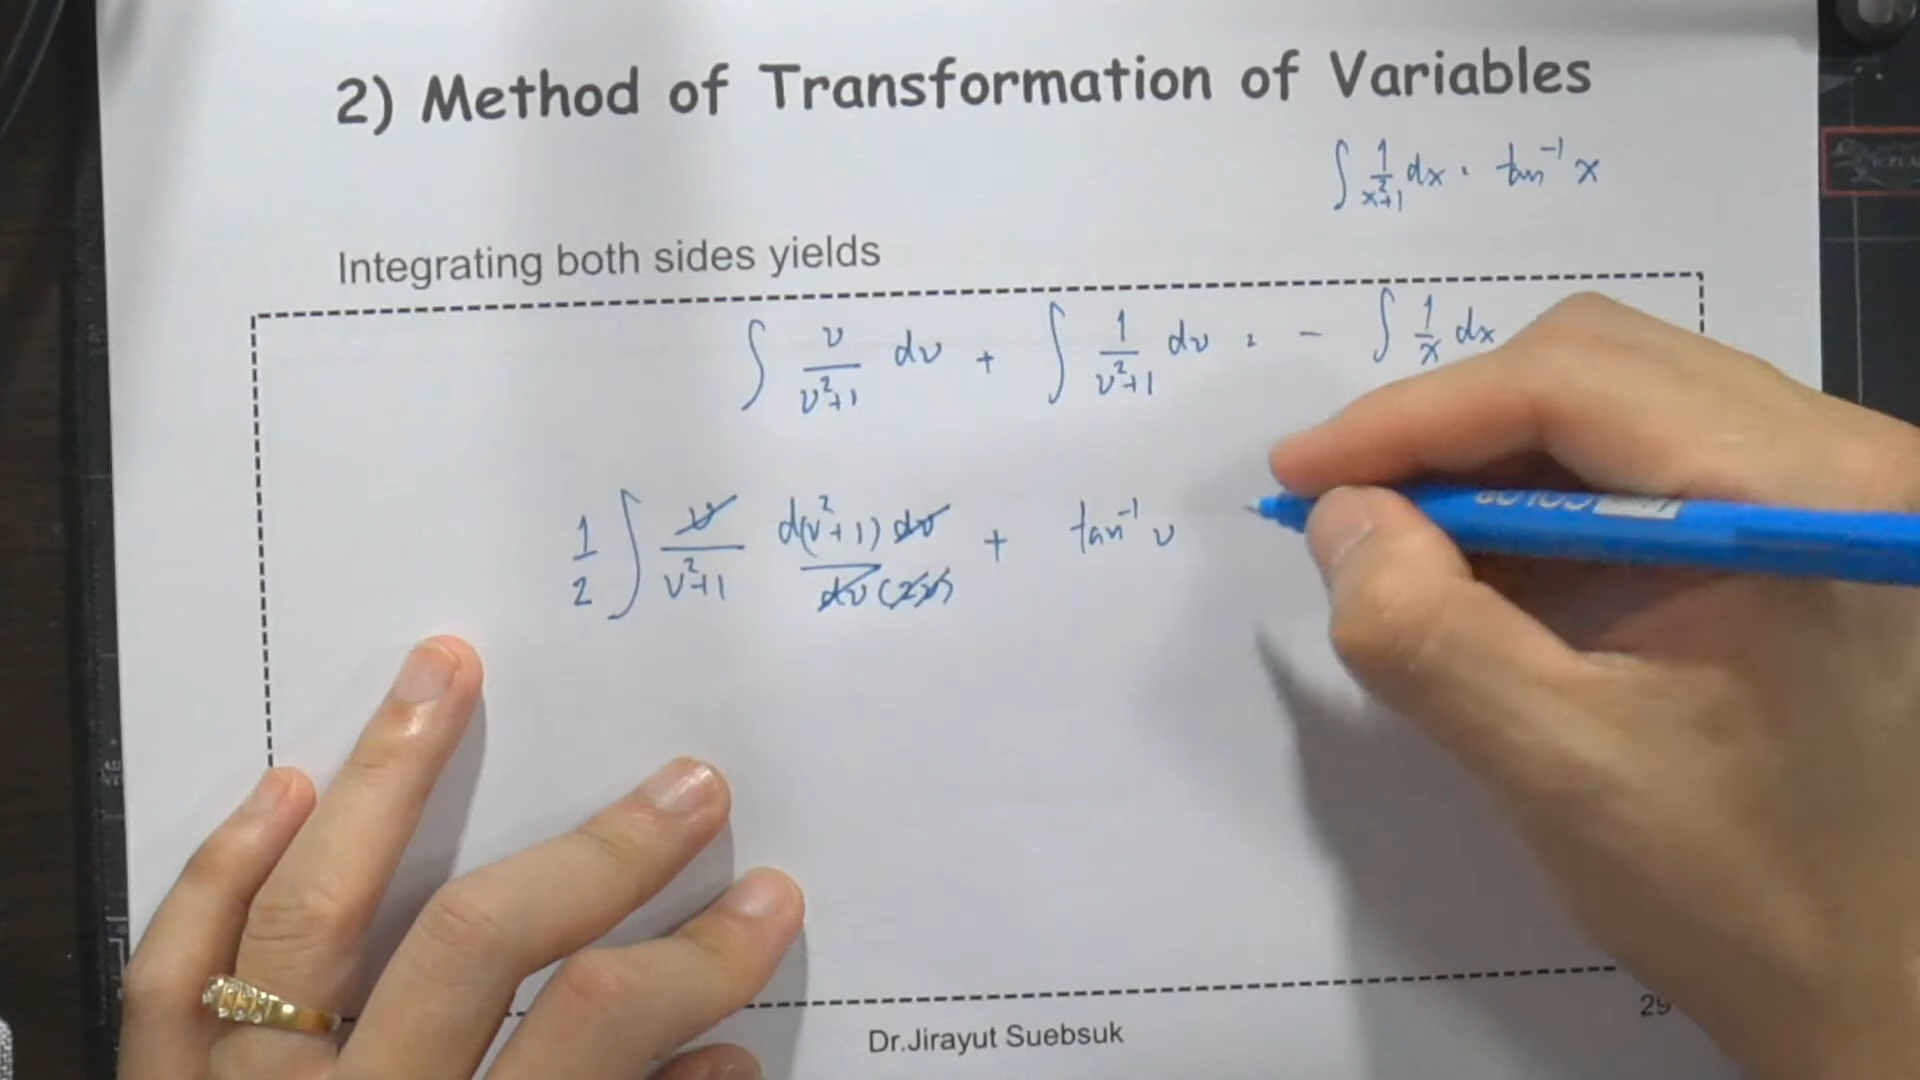 2) Method of Transformation of Variables
∫ 1/(x²+1) dx = tan⁻¹ x
Integrating both sides yields
∫ v/(v²+1) dv + ∫ 1/(v²+1) dv = - ∫ 1/x dx
1/2 ∫ v/(v²+1) d(v²+1) dv/dv(2v) + tan⁻¹ v
29
Dr.Jirayut Suebsuk